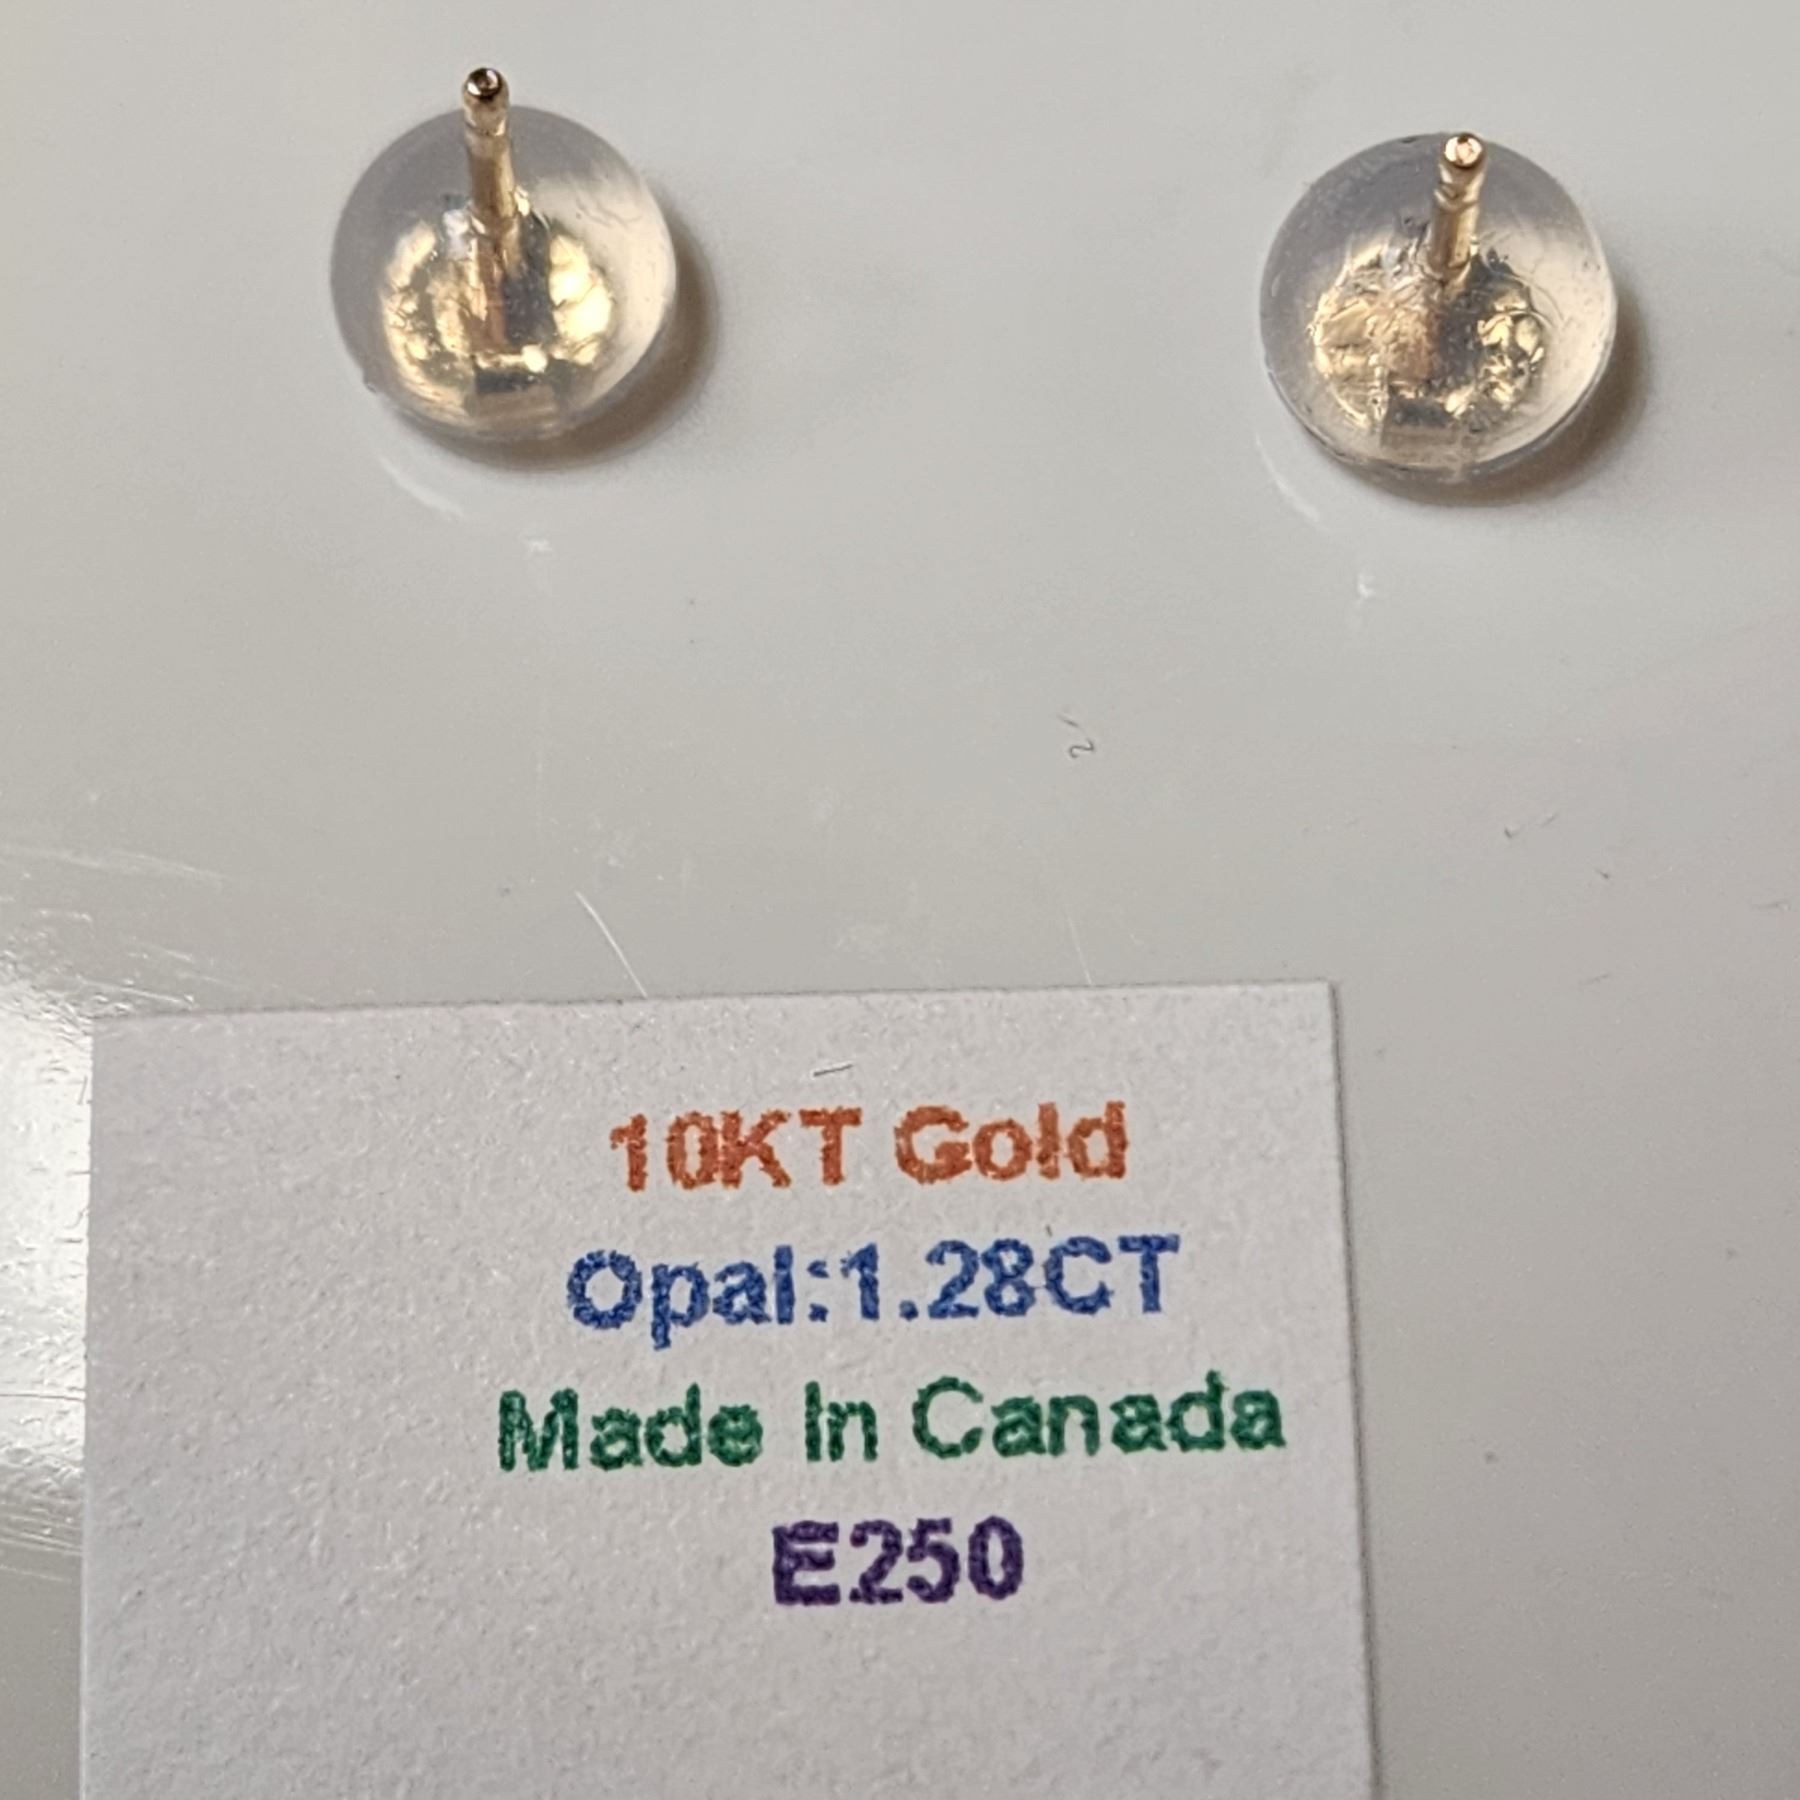 10KT Gold
Opal:1.28CT
Made In Canada
E250